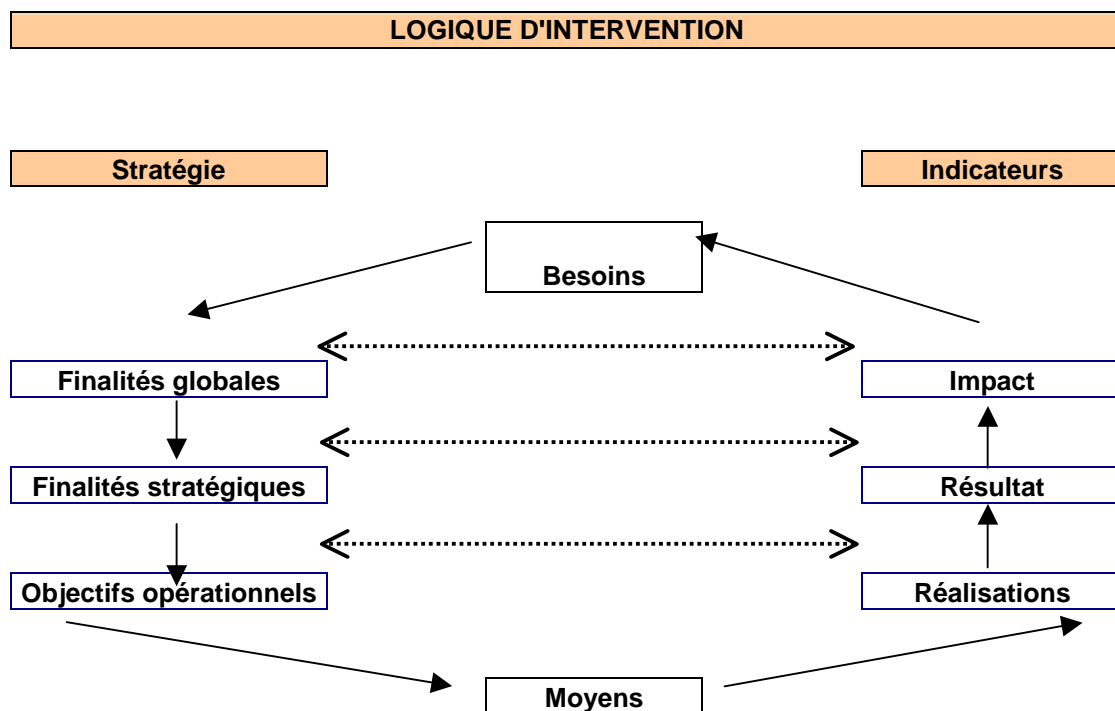 LOGIQUE D'INTERVENTION
Stratégie
Indicateurs
Besoins
Finalités globales
Impact
Finalités stratégiques
Résultat
Objectifs opérationnels
Réalisations
Moyens